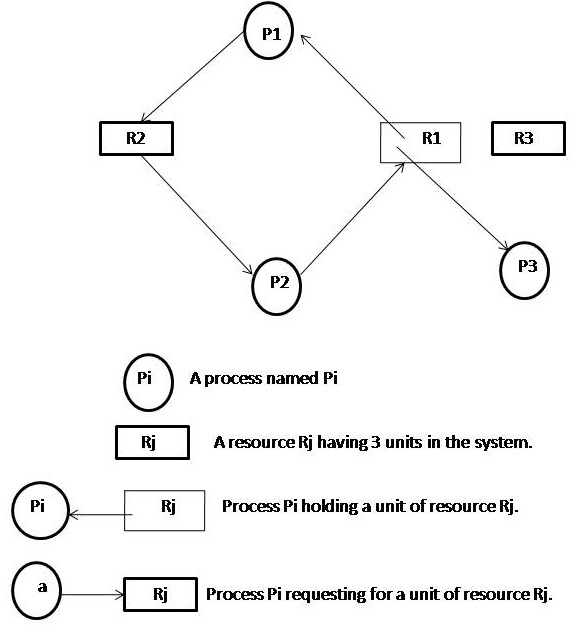 P1
R2
R1
R3
P2
P3
Pi
A process named Pi
Rj
A resource Rj having 3 units in the system.
Pi
Rj
Process Pi holding a unit of resource Rj.
a
Rj
Process Pi requesting for a unit of resource Rj.